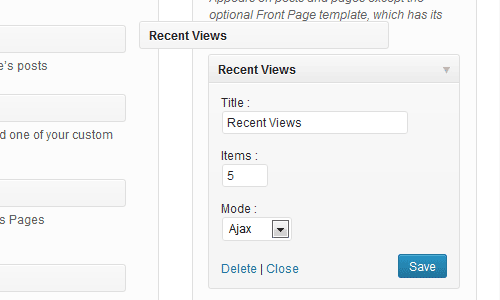 Appears on posts and pages except the
optional Front Page template, which has its
Recent Views
e's posts
Recent Views
Title :
Recent Views
d one of your custom
Items :
5
s Pages
Mode :
Ajax
Delete | Close
Save